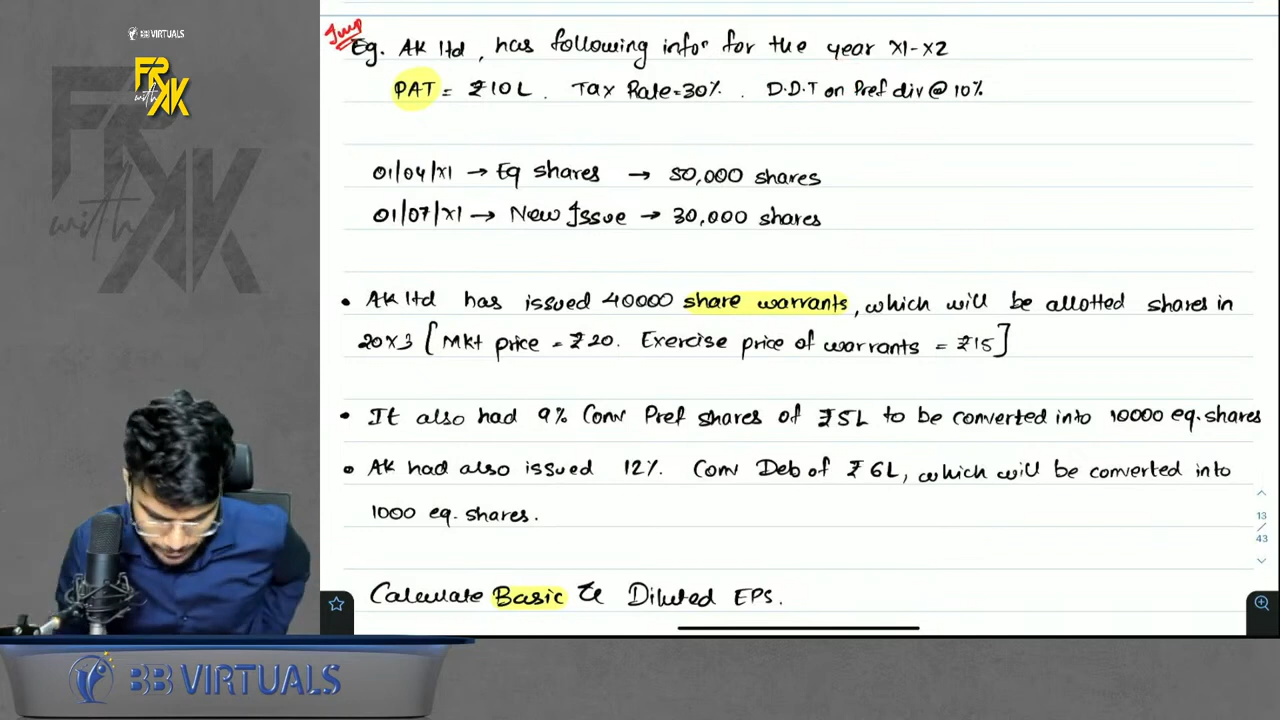 BB VIRTUALS
FR
with
AK
FR
with
AK
Imp
Eg. AK ltd, has following infoʳ for the year X1-X2
PAT = ₹10L. Tax Rate=30%. D.D.T on Pref div @ 10%
01/04/X1 → Eq shares → 50,000 shares
01/07/X1 → New Issue → 30,000 shares
• AK ltd has issued 40000 share warrants, which will be allotted shares in
20X3 [Mkt price = ₹20. Exercise price of warrants = ₹15]
• It also had 9% Conv Pref shares of ₹5L to be converted into 10000 eq. shares
• AK had also issued 12% Conv Deb of ₹6L, which will be converted into
1000 eq. shares.
13
/
43
Calculate Basic & Diluted EPS.
BB VIRTUALS